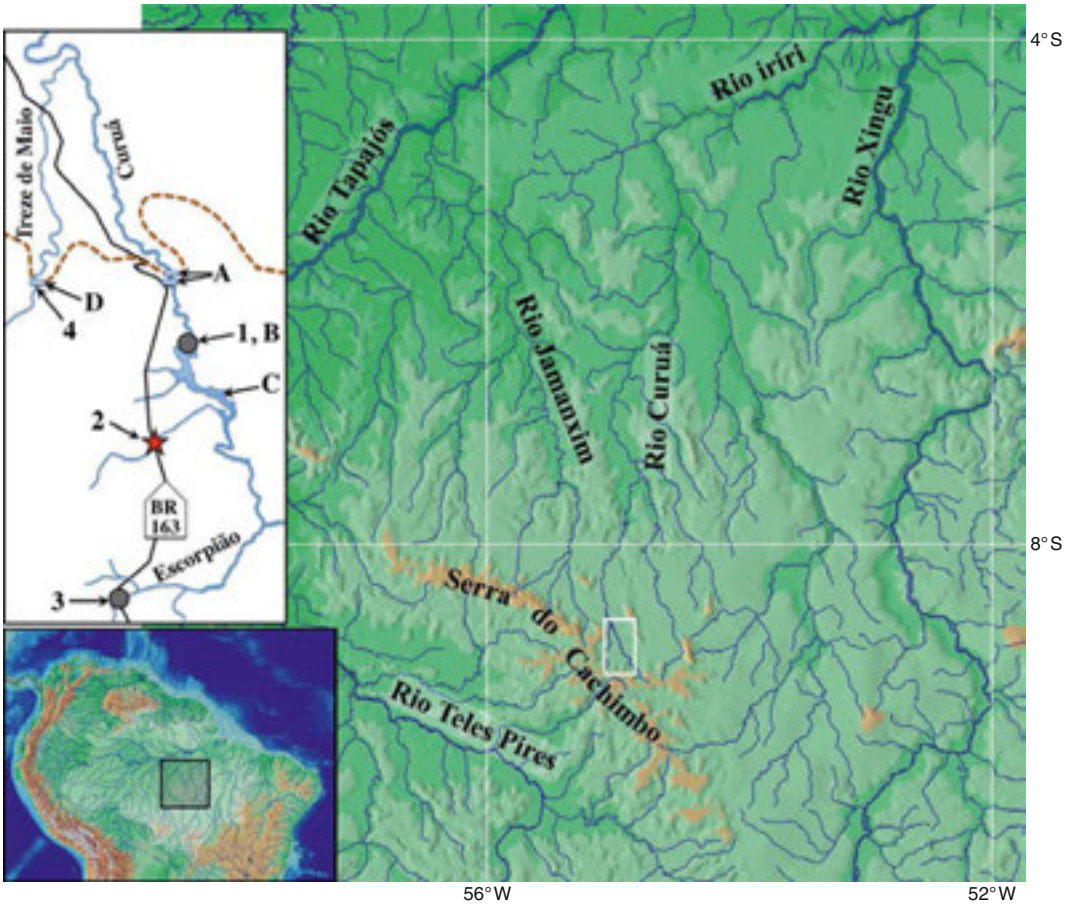 4°S
Rio iriri
Rio Xingu
Rio Tapajós
Treze de Maio
Curuá
A
D
4
1, B
C
2
BR
163
Escorpião
3
Rio Jamanxim
Rio Curuá
8°S
Serra do Cachimbo
Rio Teles Pires
56°W
52°W